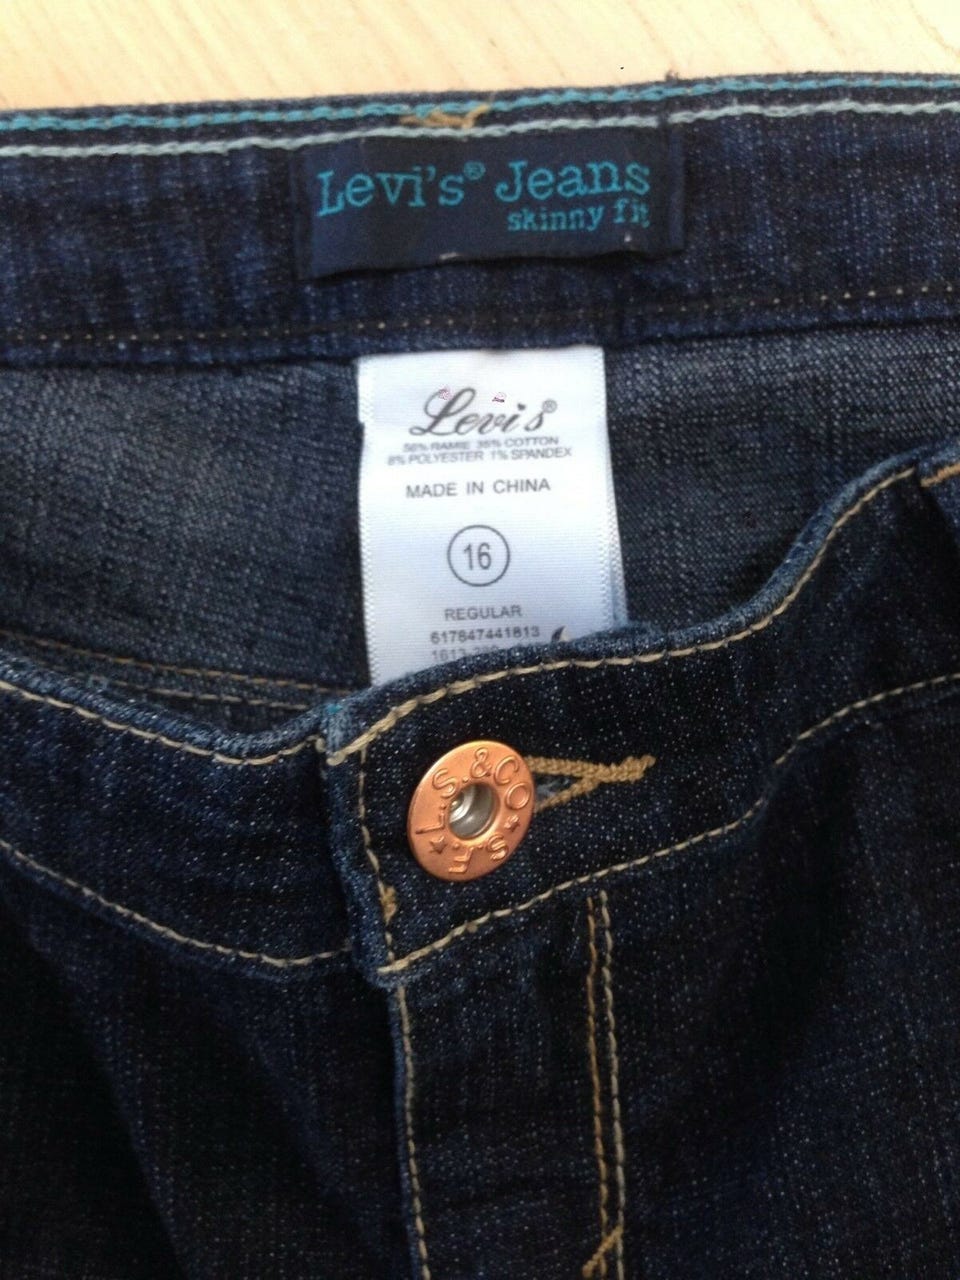 Levi's® Jeans
skinny fit
Levi's®
56% RAMIE 35% COTTON
8% POLYESTER 1% SPANDEX
MADE IN CHINA
16
REGULAR
617847441813
1613
L.S.&CO
S.F.